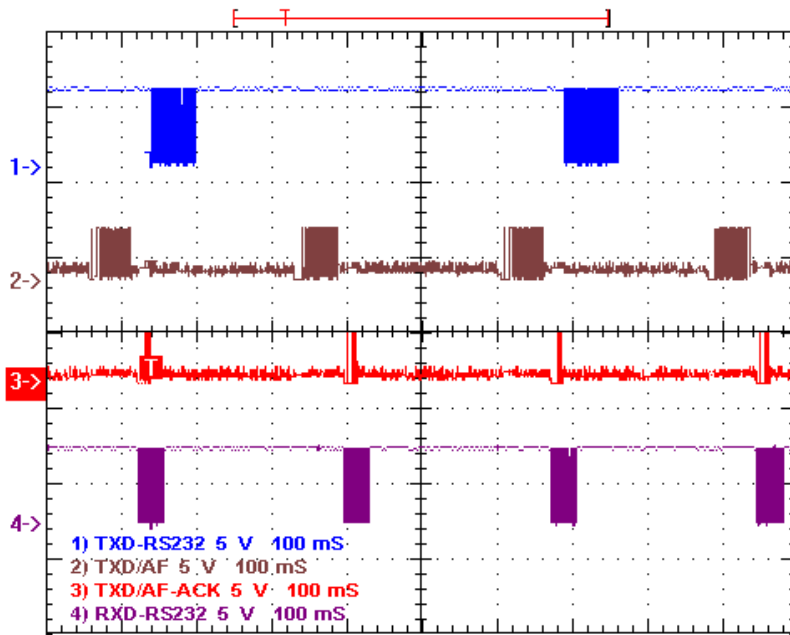 T
1->
2->
T
3->
4->
1) TXD-RS232 5 V 100 mS
2) TXD/AF 5 V 100 mS
3) TXD/AF-ACK 5 V 100 mS
4) RXD-RS232 5 V 100 mS